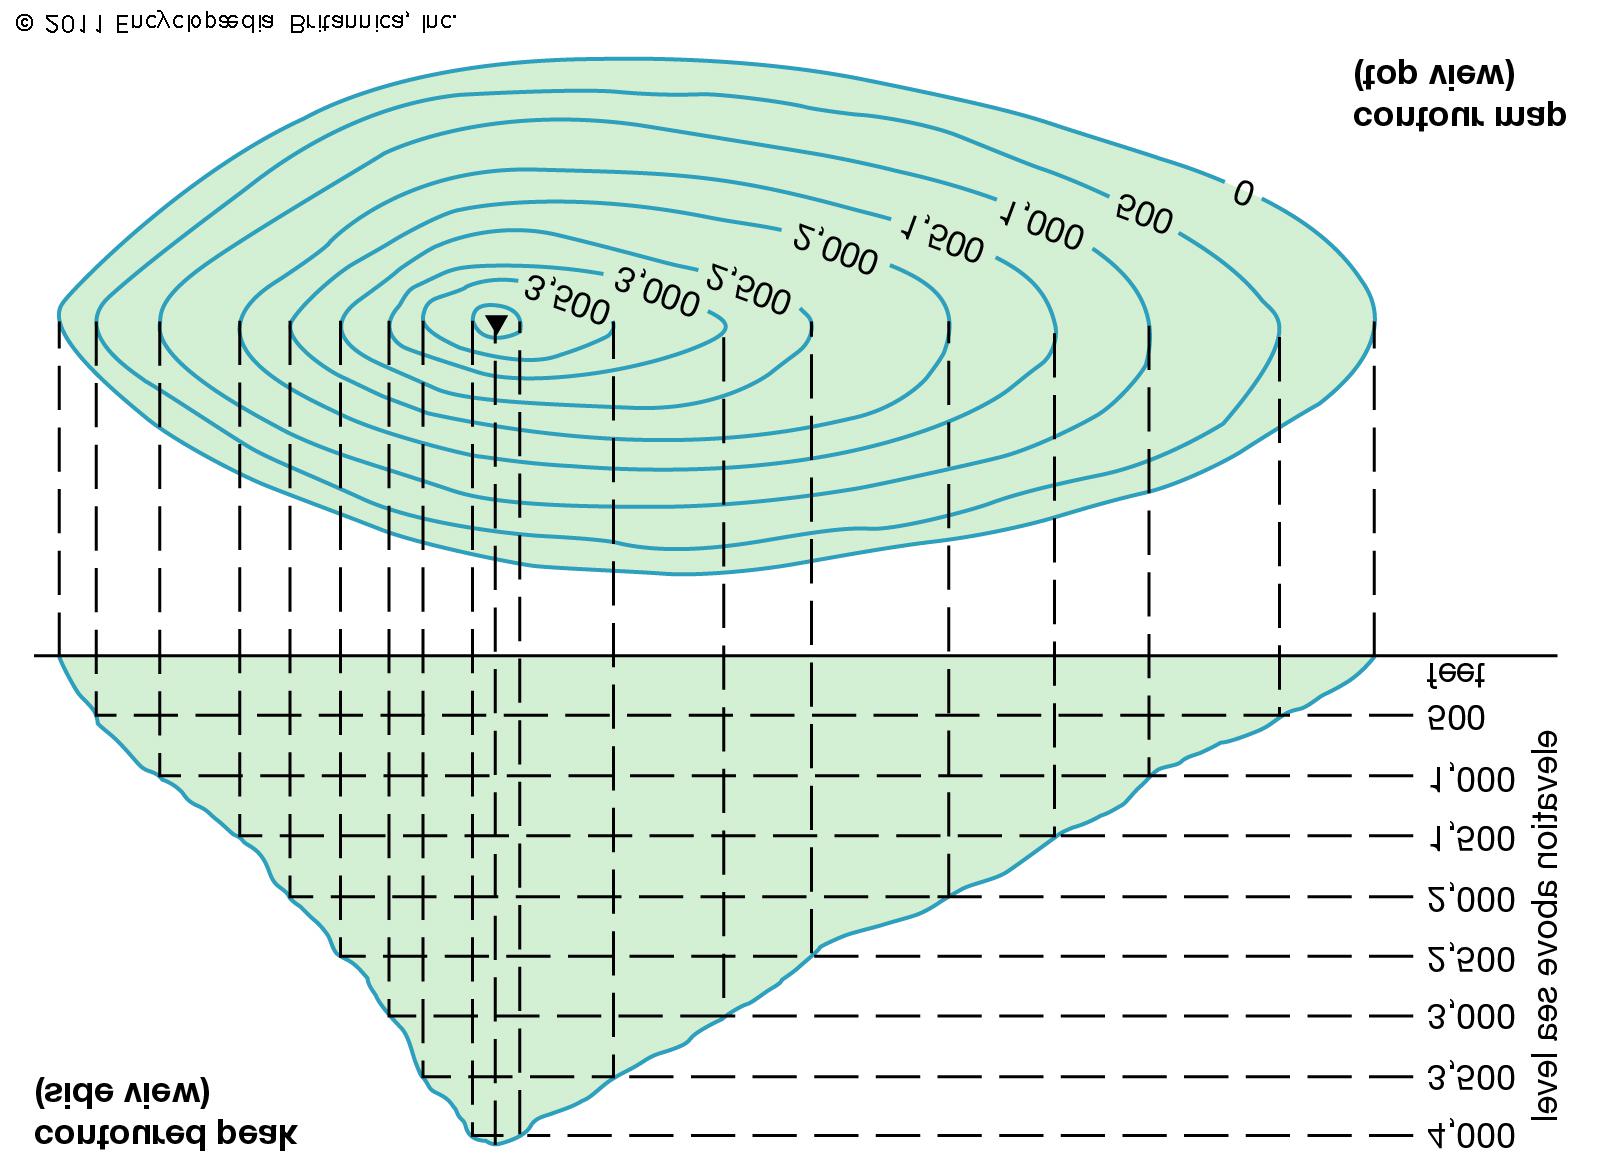 contoured peak
(side view)
4,000
3,500
3,000
2,500
2,000
1,500
1,000
500
feet
elevation above sea level
3,500
3,000
2,500
2,000
1,500
1,000
500
0
contour map
(top view)
© 2011 Encyclopædia Britannica, Inc.